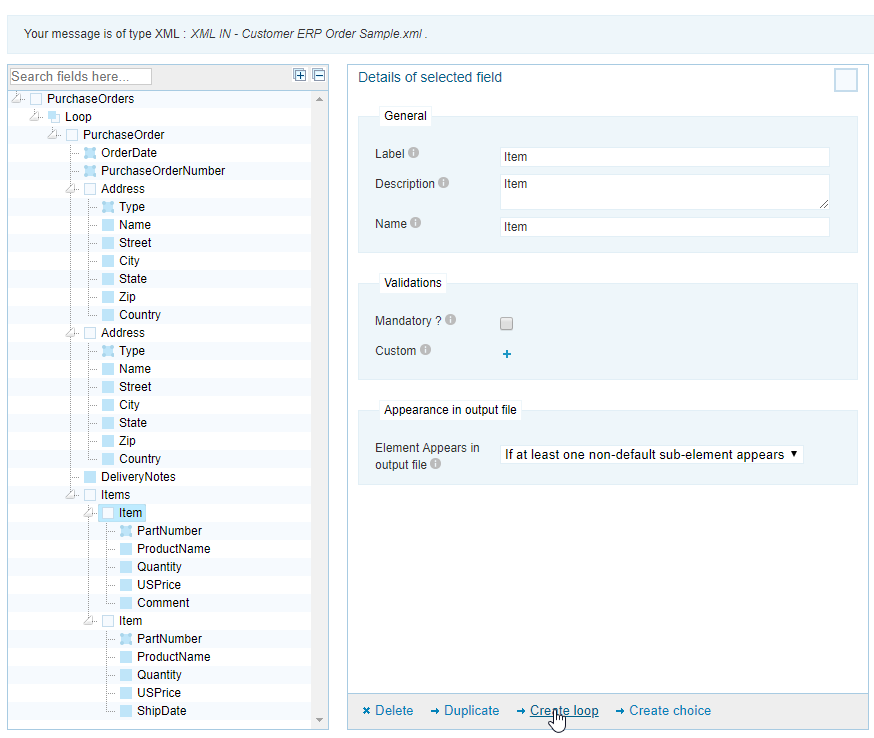 Your message is of type XML : XML IN - Customer ERP Order Sample.xml .
Search fields here...
PurchaseOrders
Loop
PurchaseOrder
OrderDate
PurchaseOrderNumber
Address
Type
Name
Street
City
State
Zip
Country
Address
Type
Name
Street
City
State
Zip
Country
DeliveryNotes
Items
Item
PartNumber
ProductName
Quantity
USPrice
Comment
Item
PartNumber
ProductName
Quantity
USPrice
ShipDate
Details of selected field
General
Label
Item
Description
Item
Name
Item
Validations
Mandatory ?
Custom
Appearance in output file
Element Appears in
output file
If at least one non-default sub-element appears
Delete Duplicate Create loop Create choice